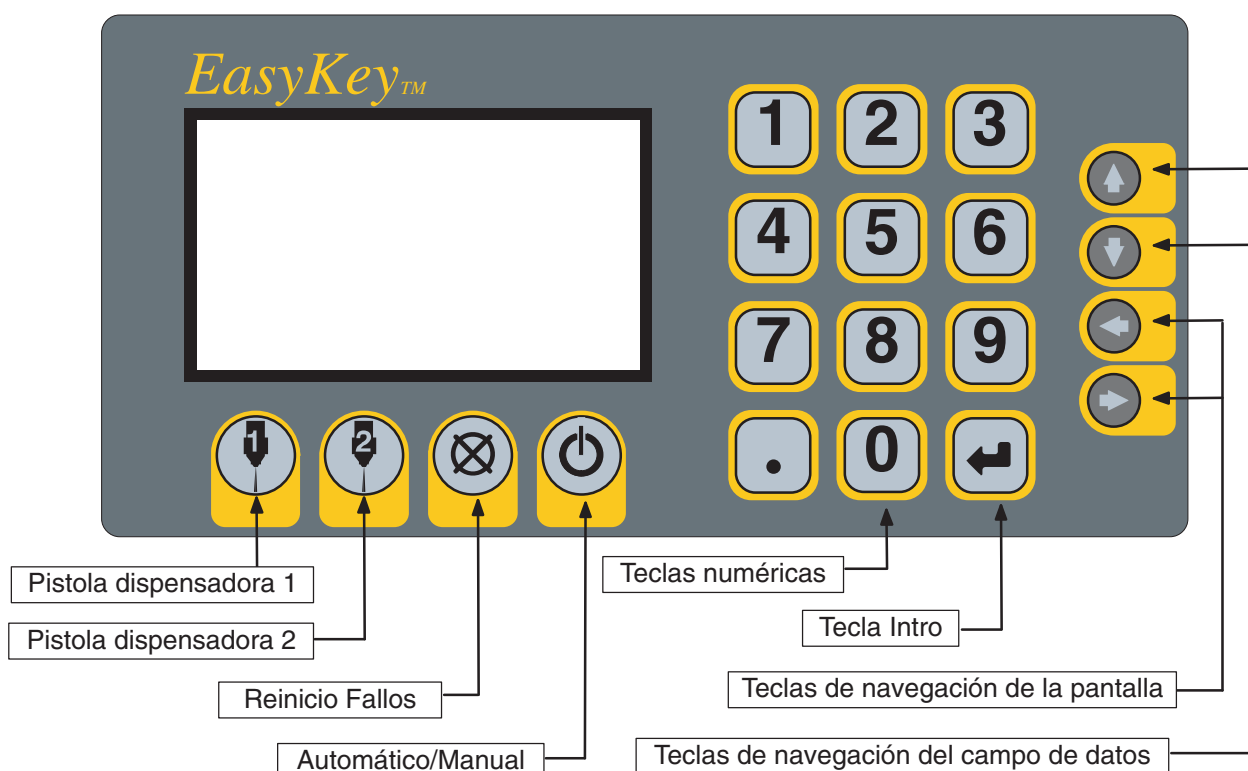 EasyKey™
1 2 3
4 5 6
7 8 9
. 0
1 2
Pistola dispensadora 1
Teclas numéricas
Pistola dispensadora 2
Tecla Intro
Reinicio Fallos
Teclas de navegación de la pantalla
Automático/Manual
Teclas de navegación del campo de datos